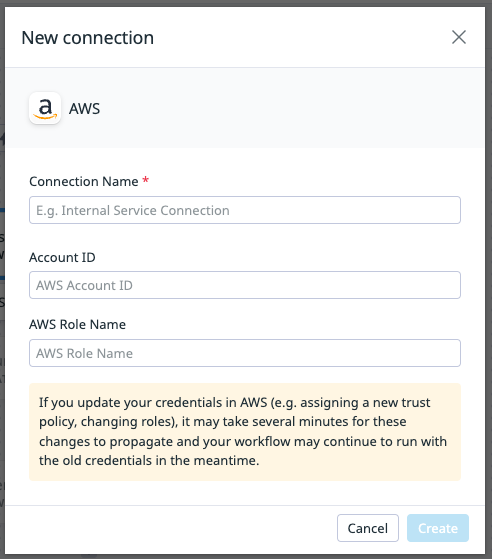 New connection
AWS
Connection Name *
E.g. Internal Service Connection
Account ID
AWS Account ID
AWS Role Name
AWS Role Name
If you update your credentials in AWS (e.g. assigning a new trust
policy, changing roles), it may take several minutes for these
changes to propagate and your workflow may continue to run with
the old credentials in the meantime.
Cancel
Create